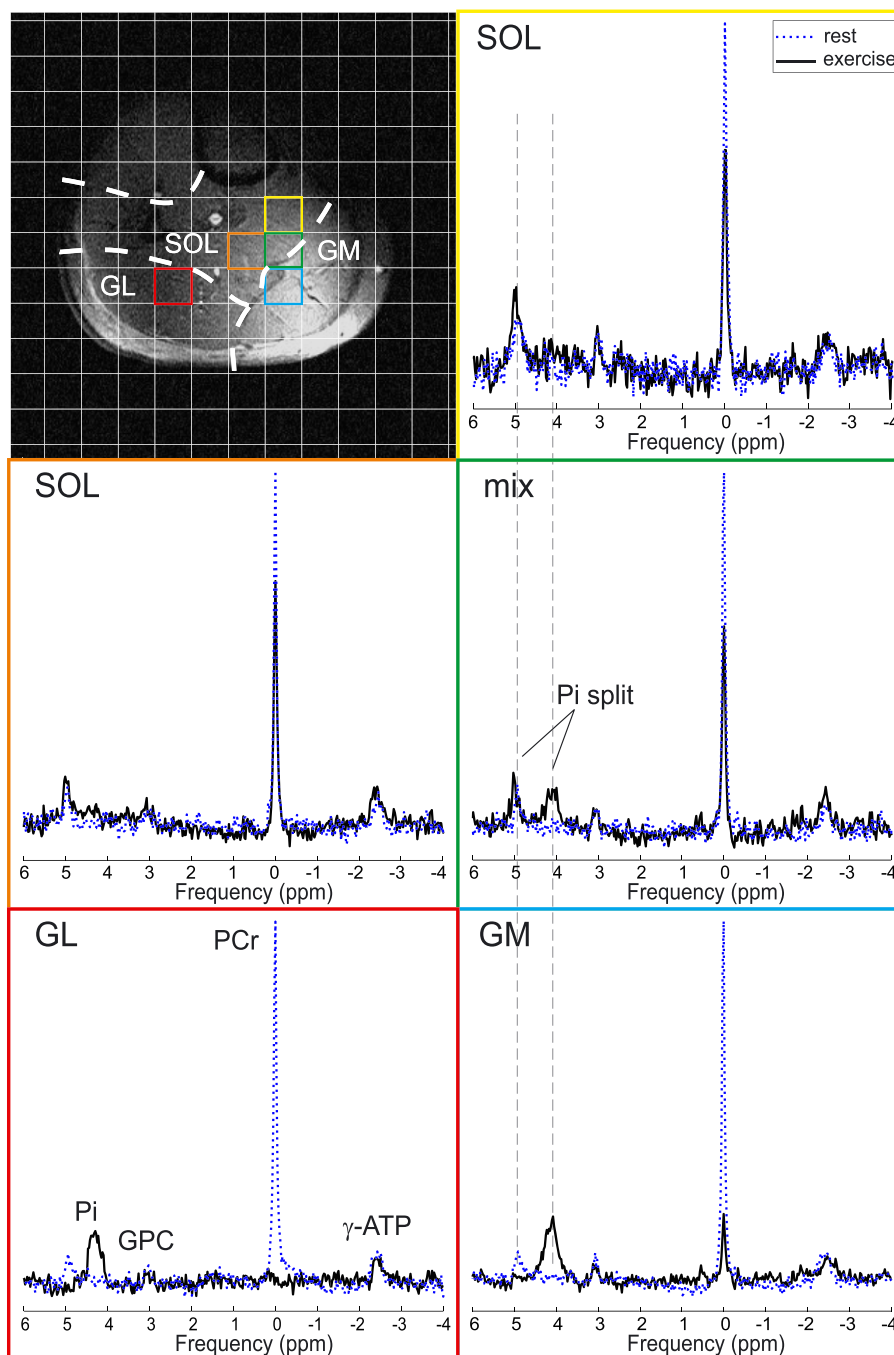 SOL
rest
exercise
SOL
GM
GL
6 5 4 3 2 1 0 -1 -2 -3 -4
Frequency (ppm)
SOL
6 5 4 3 2 1 0 -1 -2 -3 -4
Frequency (ppm)
mix
Pi split
6 5 4 3 2 1 0 -1 -2 -3 -4
Frequency (ppm)
GL
PCr
Pi
GPC
γ-ATP
6 5 4 3 2 1 0 -1 -2 -3 -4
Frequency (ppm)
GM
6 5 4 3 2 1 0 -1 -2 -3 -4
Frequency (ppm)